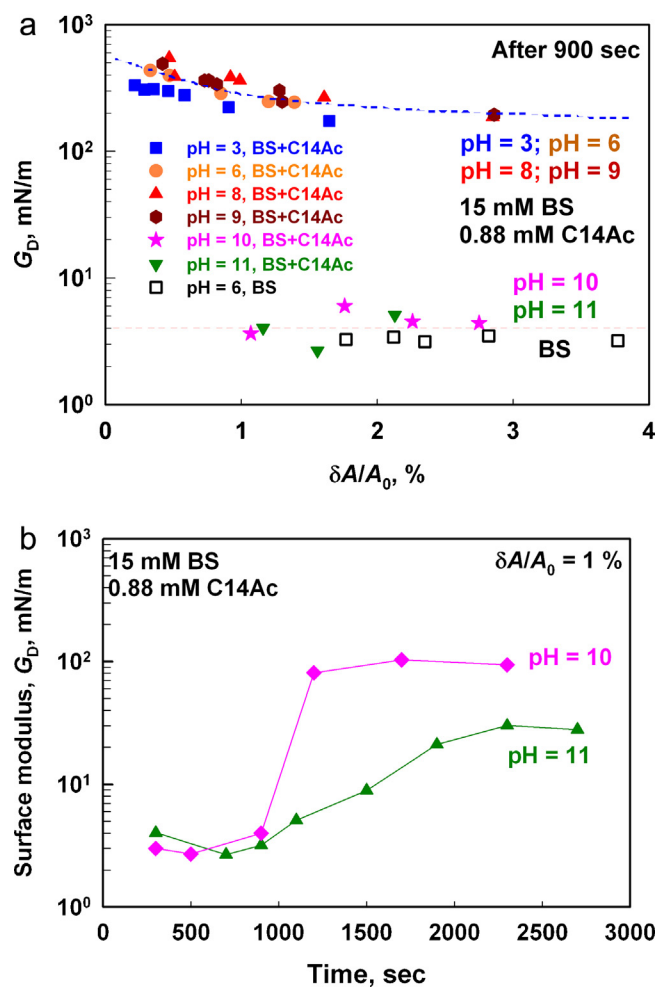 a
10³
After 900 sec
10²
pH = 3; pH = 6
pH = 8; pH = 9
pH = 3, BS+C14Ac
pH = 6, BS+C14Ac
pH = 8, BS+C14Ac
pH = 9, BS+C14Ac
pH = 10, BS+C14Ac
pH = 11, BS+C14Ac
pH = 6, BS
15 mM BS
0.88 mM C14Ac
G_D, mN/m
10¹
pH = 10
pH = 11
BS
10⁰
0 1 2 3 4
δA/A₀, %
b
10³
15 mM BS
0.88 mM C14Ac
δA/A₀ = 1 %
10²
pH = 10
Surface modulus, G_D, mN/m
pH = 11
10¹
10⁰
0 500 1000 1500 2000 2500 3000
Time, sec